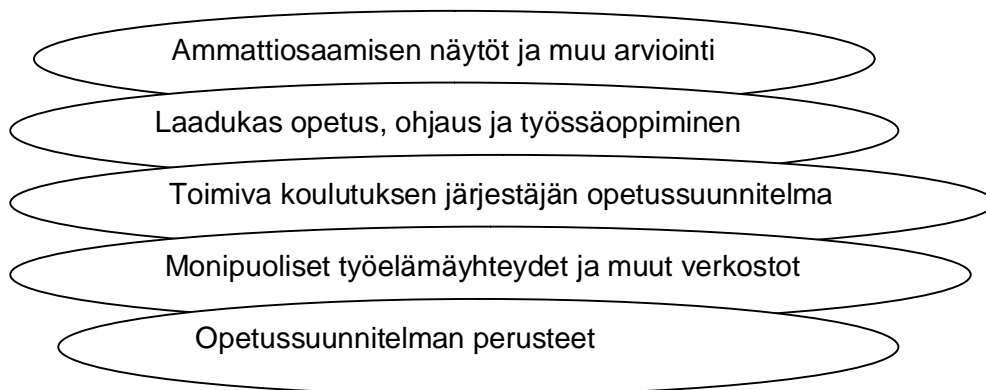 Ammattiosaamisen näytöt ja muu arviointi
Laadukas opetus, ohjaus ja työssäoppiminen
Toimiva koulutuksen järjestäjän opetussuunnitelma
Monipuoliset työelämäyhteydet ja muut verkostot
Opetussuunnitelman perusteet